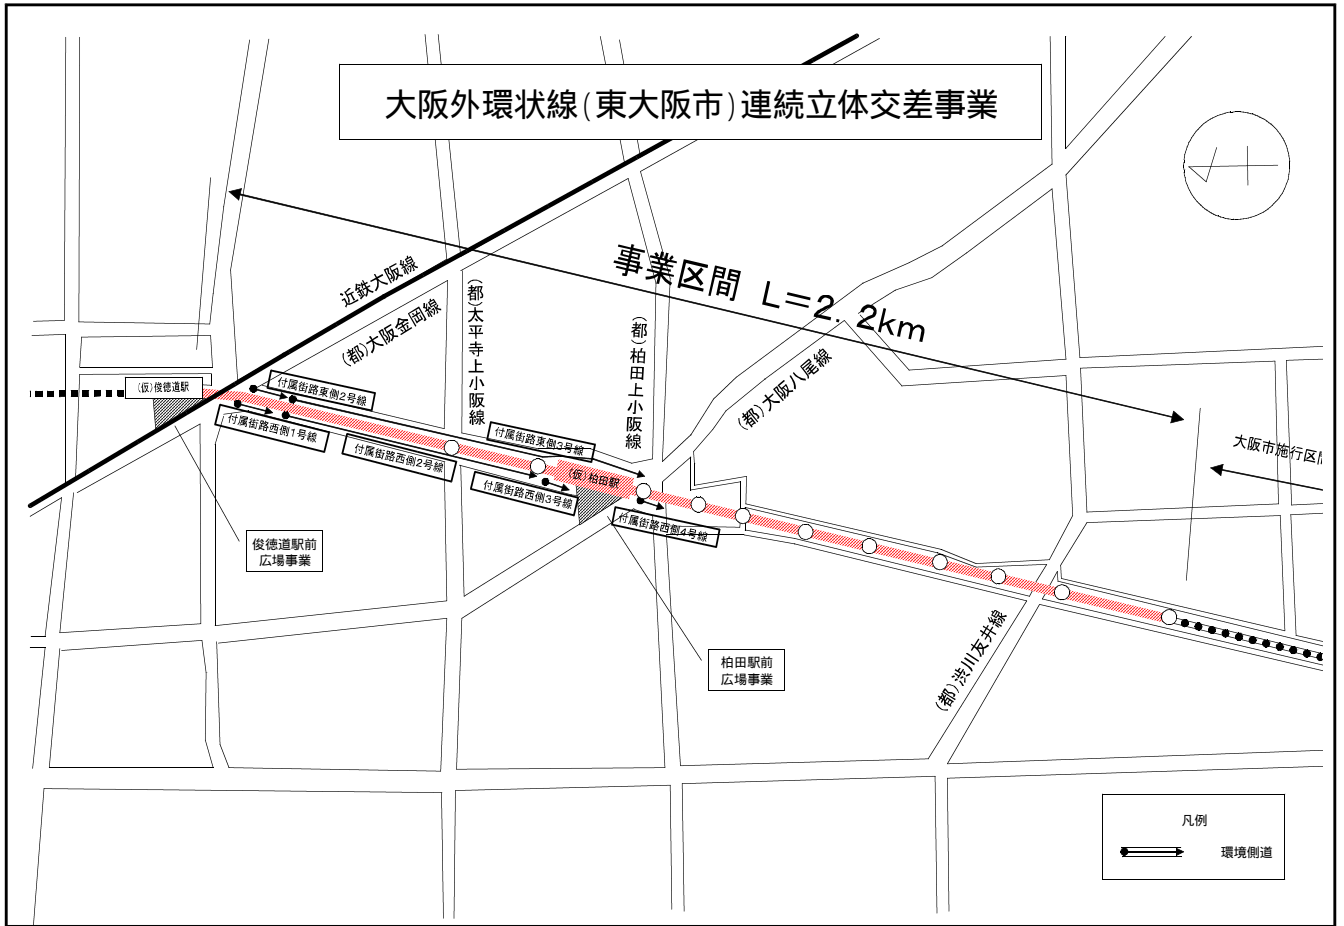 大阪外環状線(東大阪市)連続立体交差事業
事業区間 L=2.2km
近鉄大阪線
(都)大阪金岡線
(都)太平寺上小阪線
(都)柏田上小阪線
(都)大阪八尾線
大阪市施行区間
(仮)俊徳道駅
付属街路東側2号線
付属街路西側1号線
付属街路西側2号線
付属街路東側3号線
(仮)柏田駅
付属街路西側3号線
付属街路西側4号線
俊徳道駅前
広場事業
柏田駅前
広場事業
(都)渋川友井線
凡例
環境側道